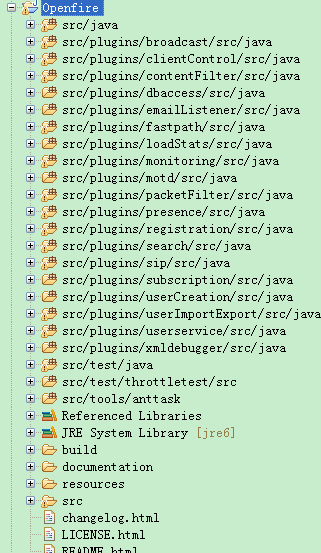 Openfire
src/java
src/plugins/broadcast/src/java
src/plugins/clientControl/src/java
src/plugins/contentFilter/src/java
src/plugins/dbaccess/src/java
src/plugins/emailListener/src/java
src/plugins/fastpath/src/java
src/plugins/loadStats/src/java
src/plugins/monitoring/src/java
src/plugins/motd/src/java
src/plugins/packetFilter/src/java
src/plugins/presence/src/java
src/plugins/registration/src/java
src/plugins/search/src/java
src/plugins/sip/src/java
src/plugins/subscription/src/java
src/plugins/userCreation/src/java
src/plugins/userImportExport/src/java
src/plugins/userservice/src/java
src/plugins/xmldebugger/src/java
src/test/java
src/test/throttletest/src
src/tools/anttask
Referenced Libraries
JRE System Library [jre6]
build
documentation
resources
src
changelog.html
LICENSE.html
README.html